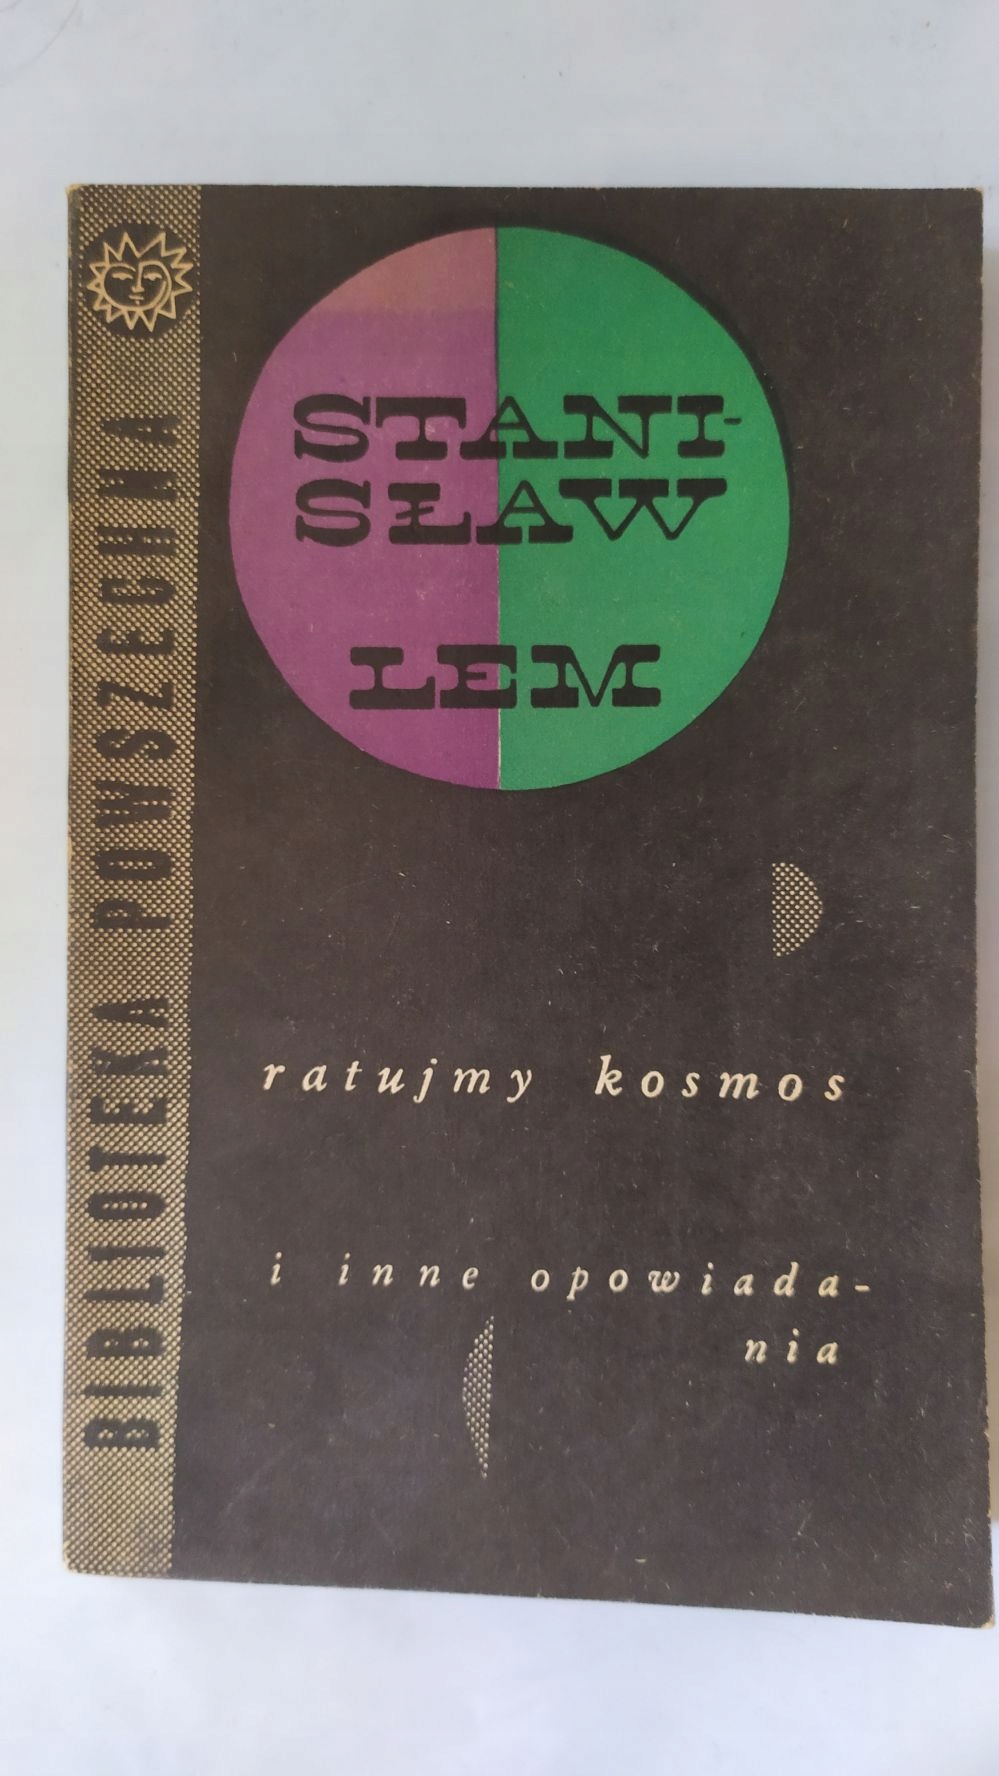 BIBLIOTEKA POWSZECHNA
STANI-
SŁAW
LEM
ratujmy kosmos
i inne opowiada-
nia